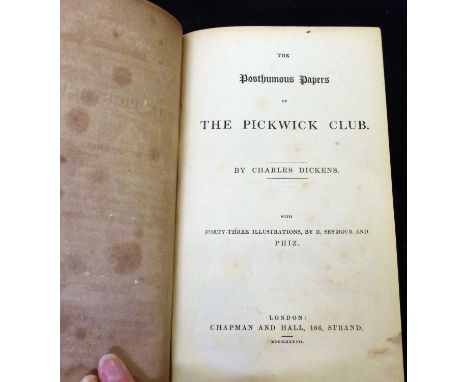 THE
Posthumous Papers
OF
THE PICKWICK CLUB.
BY CHARLES DICKENS.
WITH
FORTY-THREE ILLUSTRATIONS, BY R. SEYMOUR AND
PHIZ.
LONDON:
CHAPMAN AND HALL, 186, STRAND.
MDCCCXXXVII.